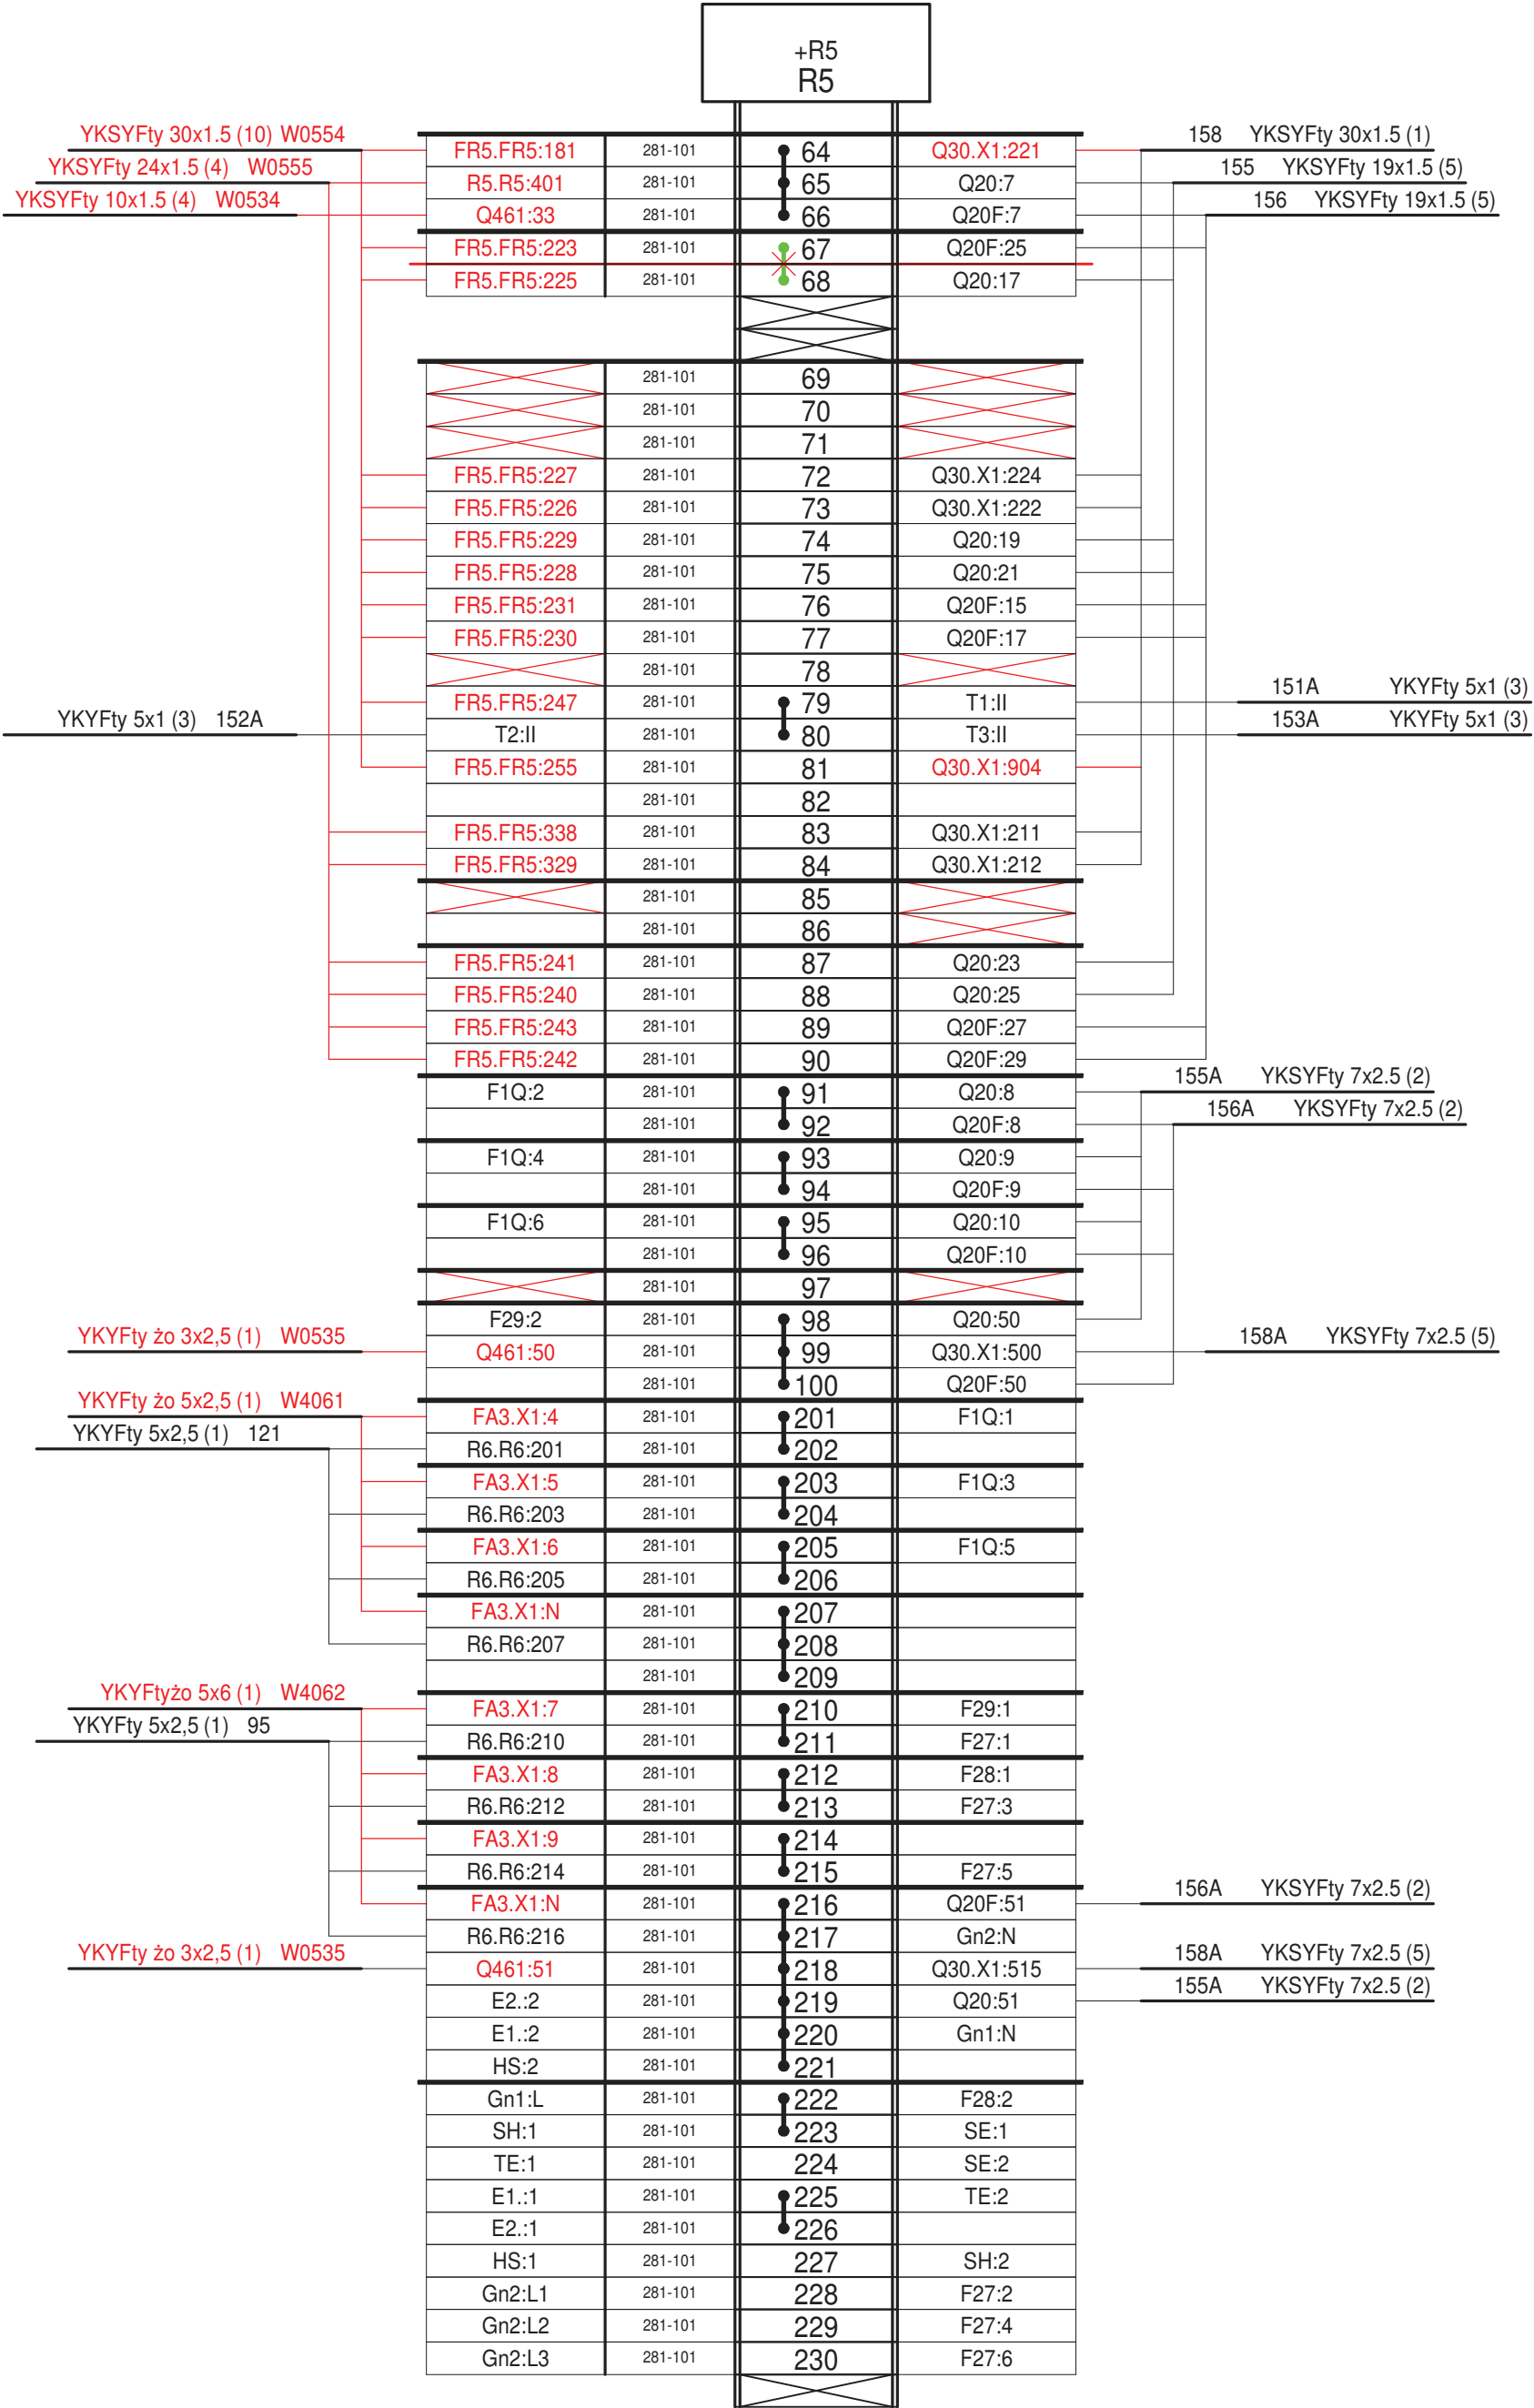 +R5
R5
YKSYFty 30x1.5 (10) W0554
158 YKSYFty 30x1.5 (1)
FR5.FR5:181 281-101 64 Q30.X1:221
YKSYFty 24x1.5 (4) W0555
155 YKSYFty 19x1.5 (5)
R5.R5:401 281-101 65 Q20:7
YKSYFty 10x1.5 (4) W0534
156 YKSYFty 19x1.5 (5)
Q461:33 281-101 66 Q20F:7
FR5.FR5:223 281-101 67 Q20F:25
FR5.FR5:225 281-101 68 Q20:17
281-101 69
281-101 70
281-101 71
FR5.FR5:227 281-101 72 Q30.X1:224
FR5.FR5:226 281-101 73 Q30.X1:222
FR5.FR5:229 281-101 74 Q20:19
FR5.FR5:228 281-101 75 Q20:21
FR5.FR5:231 281-101 76 Q20F:15
FR5.FR5:230 281-101 77 Q20F:17
281-101 78
151A YKYFty 5x1 (3)
FR5.FR5:247 281-101 79 T1:II
YKYFty 5x1 (3) 152A
153A YKYFty 5x1 (3)
T2:II 281-101 80 T3:II
FR5.FR5:255 281-101 81 Q30.X1:904
281-101 82
FR5.FR5:338 281-101 83 Q30.X1:211
FR5.FR5:329 281-101 84 Q30.X1:212
281-101 85
281-101 86
FR5.FR5:241 281-101 87 Q20:23
FR5.FR5:240 281-101 88 Q20:25
FR5.FR5:243 281-101 89 Q20F:27
FR5.FR5:242 281-101 90 Q20F:29
155A YKSYFty 7x2.5 (2)
F1Q:2 281-101 91 Q20:8
156A YKSYFty 7x2.5 (2)
281-101 92 Q20F:8
F1Q:4 281-101 93 Q20:9
281-101 94 Q20F:9
F1Q:6 281-101 95 Q20:10
281-101 96 Q20F:10
281-101 97
F29:2 281-101 98 Q20:50
YKYFty żo 3x2,5 (1) W0535
158A YKSYFty 7x2.5 (5)
Q461:50 281-101 99 Q30.X1:500
281-101 100 Q20F:50
YKYFty żo 5x2,5 (1) W4061
FA3.X1:4 281-101 201 F1Q:1
YKYFty 5x2,5 (1) 121
R6.R6:201 281-101 202
FA3.X1:5 281-101 203 F1Q:3
R6.R6:203 281-101 204
FA3.X1:6 281-101 205 F1Q:5
R6.R6:205 281-101 206
FA3.X1:N 281-101 207
R6.R6:207 281-101 208
281-101 209
YKYFtyżo 5x6 (1) W4062
FA3.X1:7 281-101 210 F29:1
YKYFty 5x2,5 (1) 95
R6.R6:210 281-101 211 F27:1
FA3.X1:8 281-101 212 F28:1
R6.R6:212 281-101 213 F27:3
FA3.X1:9 281-101 214
R6.R6:214 281-101 215 F27:5
156A YKSYFty 7x2.5 (2)
FA3.X1:N 281-101 216 Q20F:51
R6.R6:216 281-101 217 Gn2:N
YKYFty żo 3x2,5 (1) W0535
158A YKSYFty 7x2.5 (5)
Q461:51 281-101 218 Q30.X1:515
155A YKSYFty 7x2.5 (2)
E2.:2 281-101 219 Q20:51
E1.:2 281-101 220 Gn1:N
HS:2 281-101 221
Gn1:L 281-101 222 F28:2
SH:1 281-101 223 SE:1
TE:1 281-101 224 SE:2
E1.:1 281-101 225 TE:2
E2.:1 281-101 226
HS:1 281-101 227 SH:2
Gn2:L1 281-101 228 F27:2
Gn2:L2 281-101 229 F27:4
Gn2:L3 281-101 230 F27:6